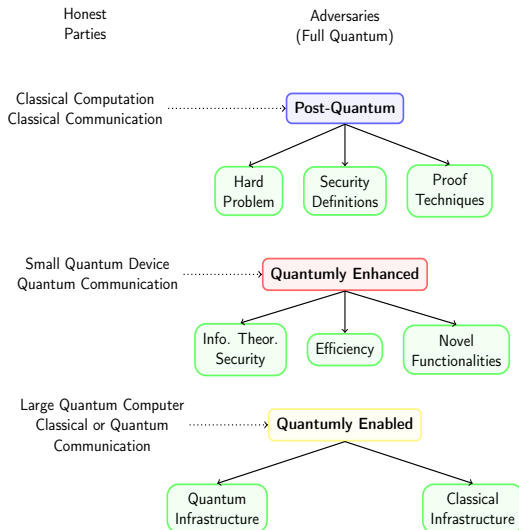 Honest
Parties
Adversaries
(Full Quantum)
Classical Computation
Classical Communication
Post-Quantum
Hard
Problem
Security
Definitions
Proof
Techniques
Small Quantum Device
Quantum Communication
Quantumly Enhanced
Info. Theor.
Security
Efficiency
Novel
Functionalities
Large Quantum Computer
Classical or Quantum
Communication
Quantumly Enabled
Quantum
Infrastructure
Classical
Infrastructure